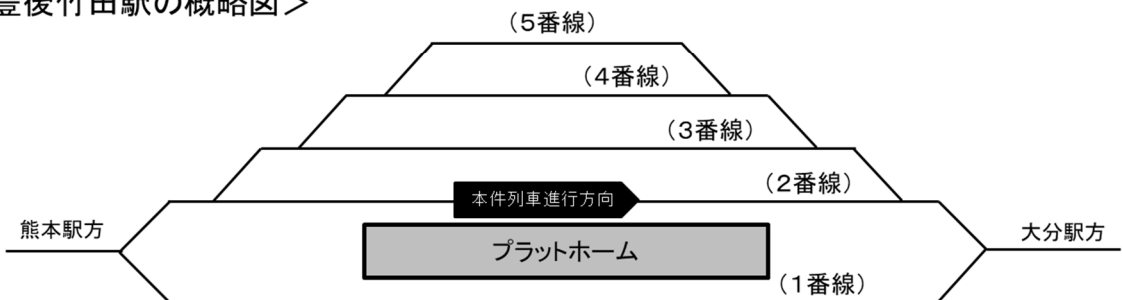 豊後竹田駅の概略図＞
（５番線）
（４番線）
（３番線）
（２番線）
本件列車進行方向
熊本駅方
大分駅方
プラットホーム
（１番線）